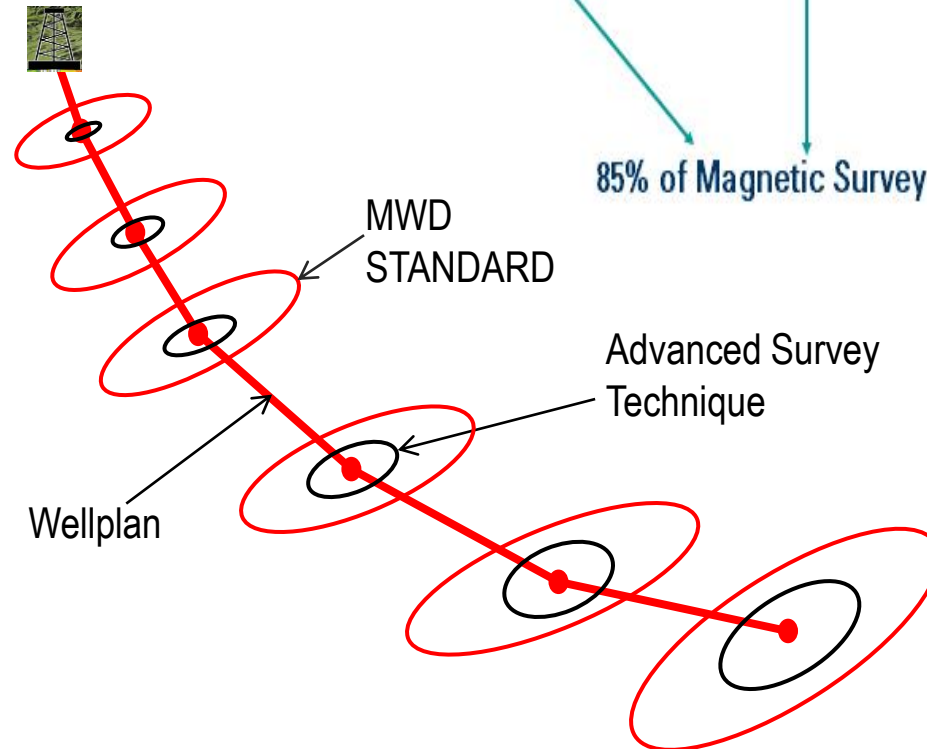 85% of Magnetic Survey
MWD
STANDARD
Advanced Survey
Technique
Wellplan